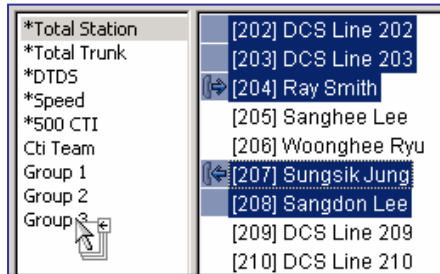 *Total Station
*Total Trunk
*DTDS
*Speed
*500 CTI
Cti Team
Group 1
Group 2
Group 3
[202] DCS Line 202
[203] DCS Line 203
[204] Ray Smith
[205] Sanghee Lee
[206] Woonghee Ryu
[207] Sungsik Jung
[208] Sangdon Lee
[209] DCS Line 209
[210] DCS Line 210